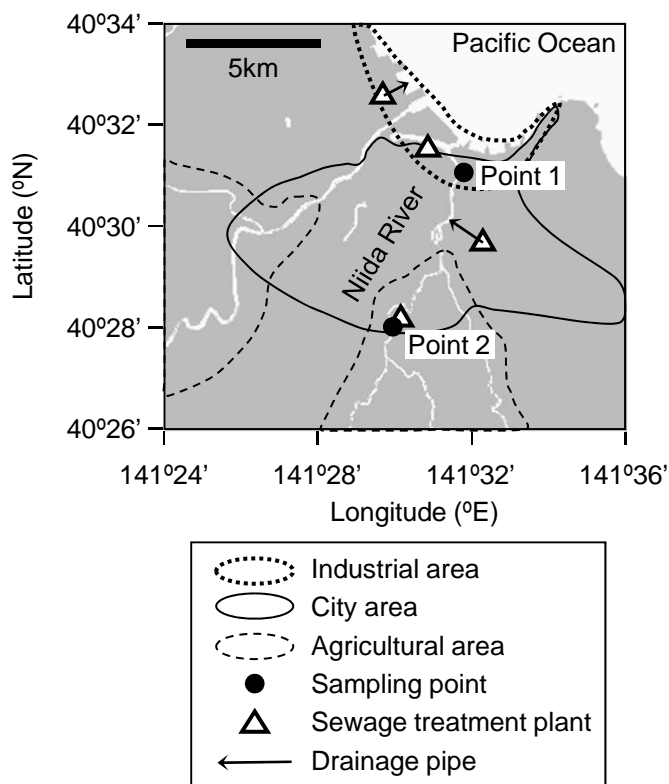 40º34’
Pacific Ocean
5km
40º32’
Point 1
40º30’
Niida River
Latitude (ºN)
40º28’
Point 2
40º26’
141º24’ 141º28’ 141º32’ 141º36’
Longitude (ºE)
Industrial area
City area
Agricultural area
Sampling point
Sewage treatment plant
Drainage pipe